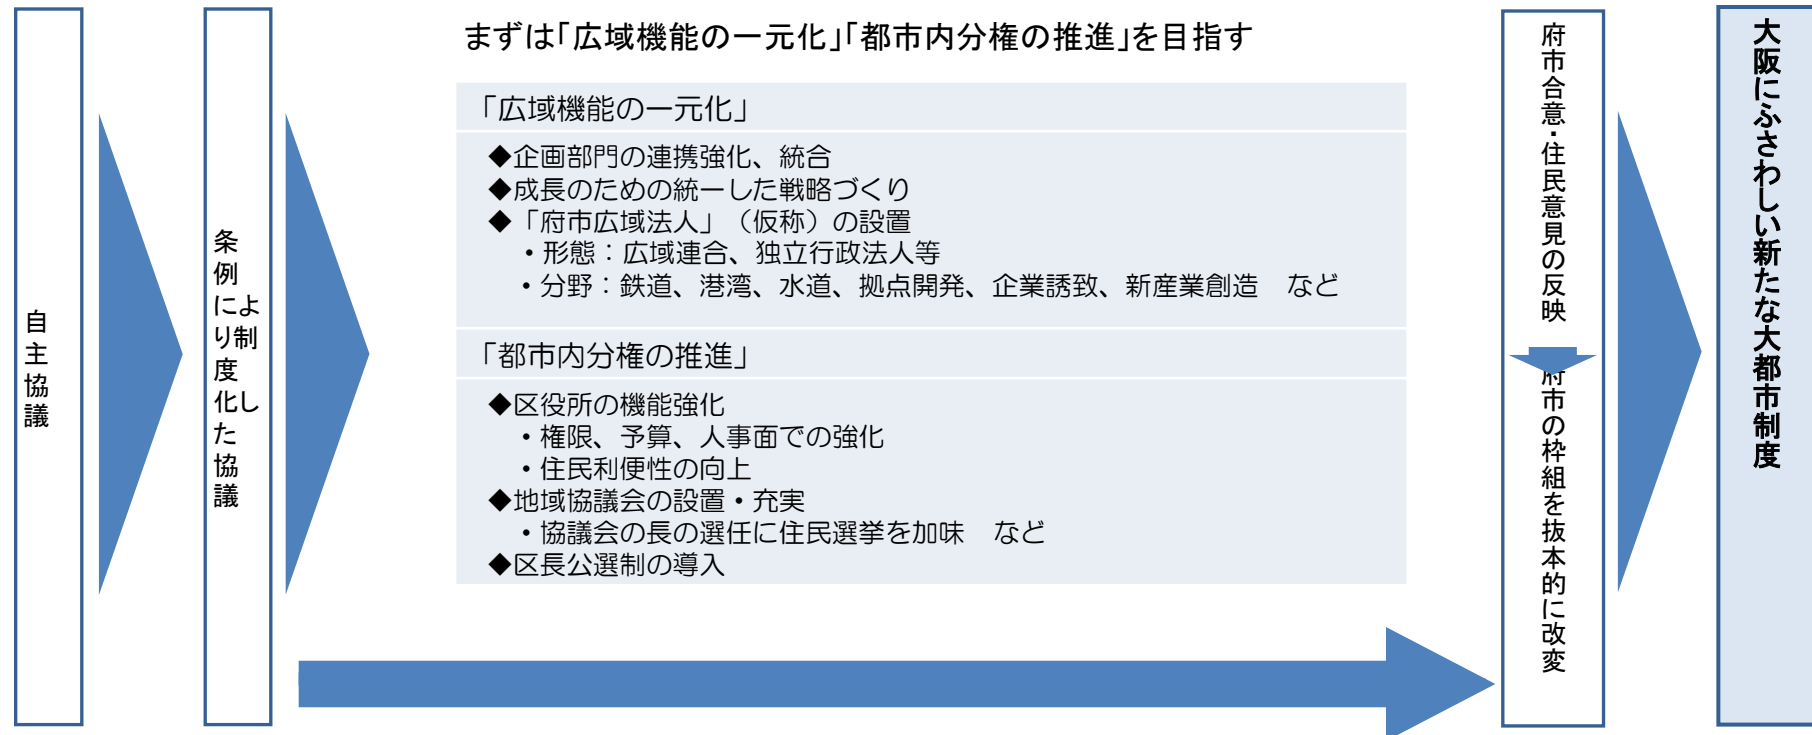 自主協議
条例により制度化した協議
まずは「広域機能の一元化」「都市内分権の推進」を目指す
「広域機能の一元化」
◆企画部門の連携強化、統合
◆成長のための統一した戦略づくり
◆「府市広域法人」（仮称）の設置
・形態：広域連合、独立行政法人等
・分野：鉄道、港湾、水道、拠点開発、企業誘致、新産業創造　など
「都市内分権の推進」
◆区役所の機能強化
・権限、予算、人事面での強化
・住民利便性の向上
◆地域協議会の設置・充実
・協議会の長の選任に住民選挙を加味　など
◆区長公選制の導入
府市合意・住民意見の反映
府市の枠組を抜本的に改変
大阪にふさわしい新たな大都市制度